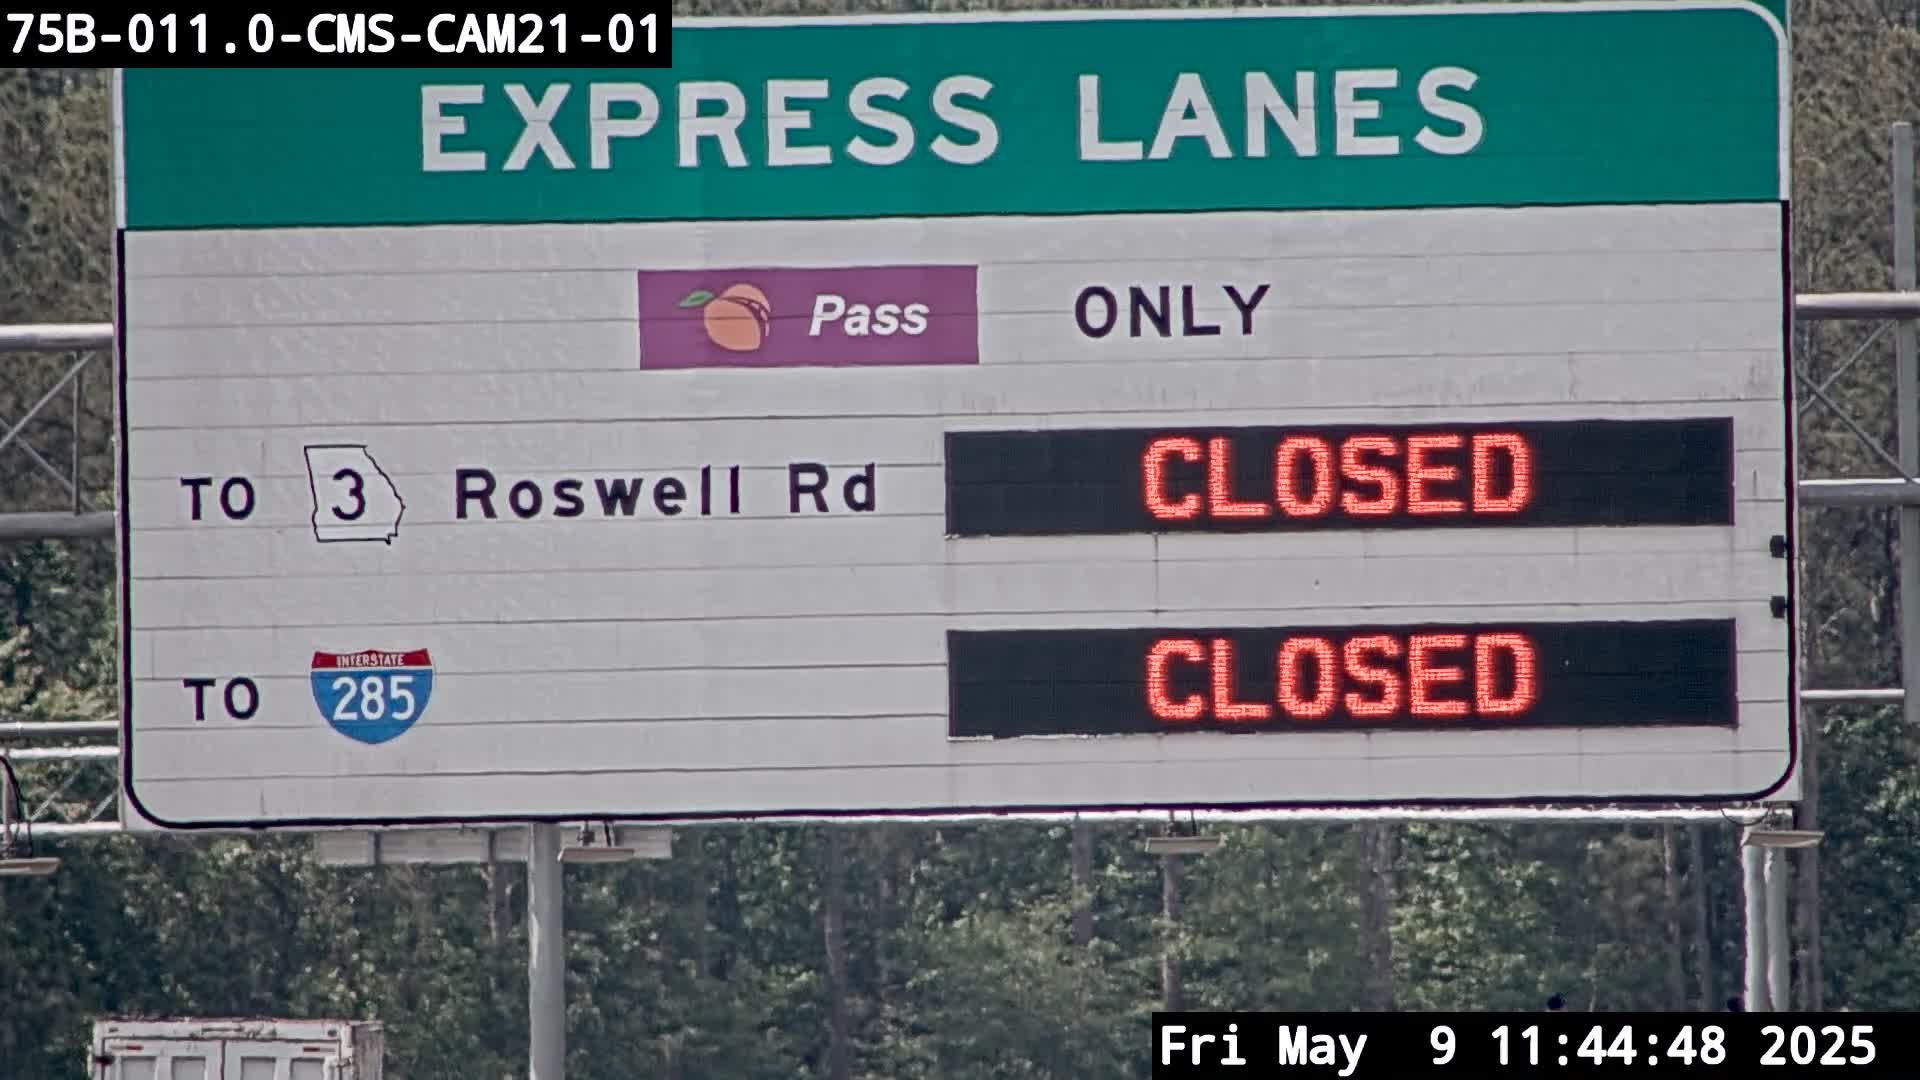 75B-011.0-CMS-CAM21-01
EXPRESS LANES
Pass ONLY
TO 3 Roswell Rd CLOSED
INTERSTATE
TO 285 CLOSED
Fri May 9 11:44:48 2025